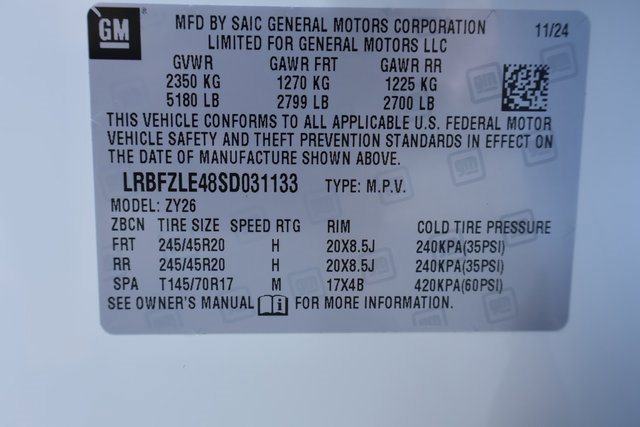 GM
MFD BY SAIC GENERAL MOTORS CORPORATION 11/24
LIMITED FOR GENERAL MOTORS LLC
GVWR GAWR FRT GAWR RR
2350 KG 1270 KG 1225 KG
5180 LB 2799 LB 2700 LB
THIS VEHICLE CONFORMS TO ALL APPLICABLE U.S. FEDERAL MOTOR
VEHICLE SAFETY AND THEFT PREVENTION STANDARDS IN EFFECT ON
THE DATE OF MANUFACTURE SHOWN ABOVE.
LRBFZLE48SD031133 TYPE: M.P.V.
MODEL: ZY26
ZBCN TIRE SIZE SPEED RTG RIM COLD TIRE PRESSURE
FRT 245/45R20 H 20X8.5J 240KPA(35PSI)
RR 245/45R20 H 20X8.5J 240KPA(35PSI)
SPA T145/70R17 M 17X4B 420KPA(60PSI)
SEE OWNER'S MANUAL FOR MORE INFORMATION.